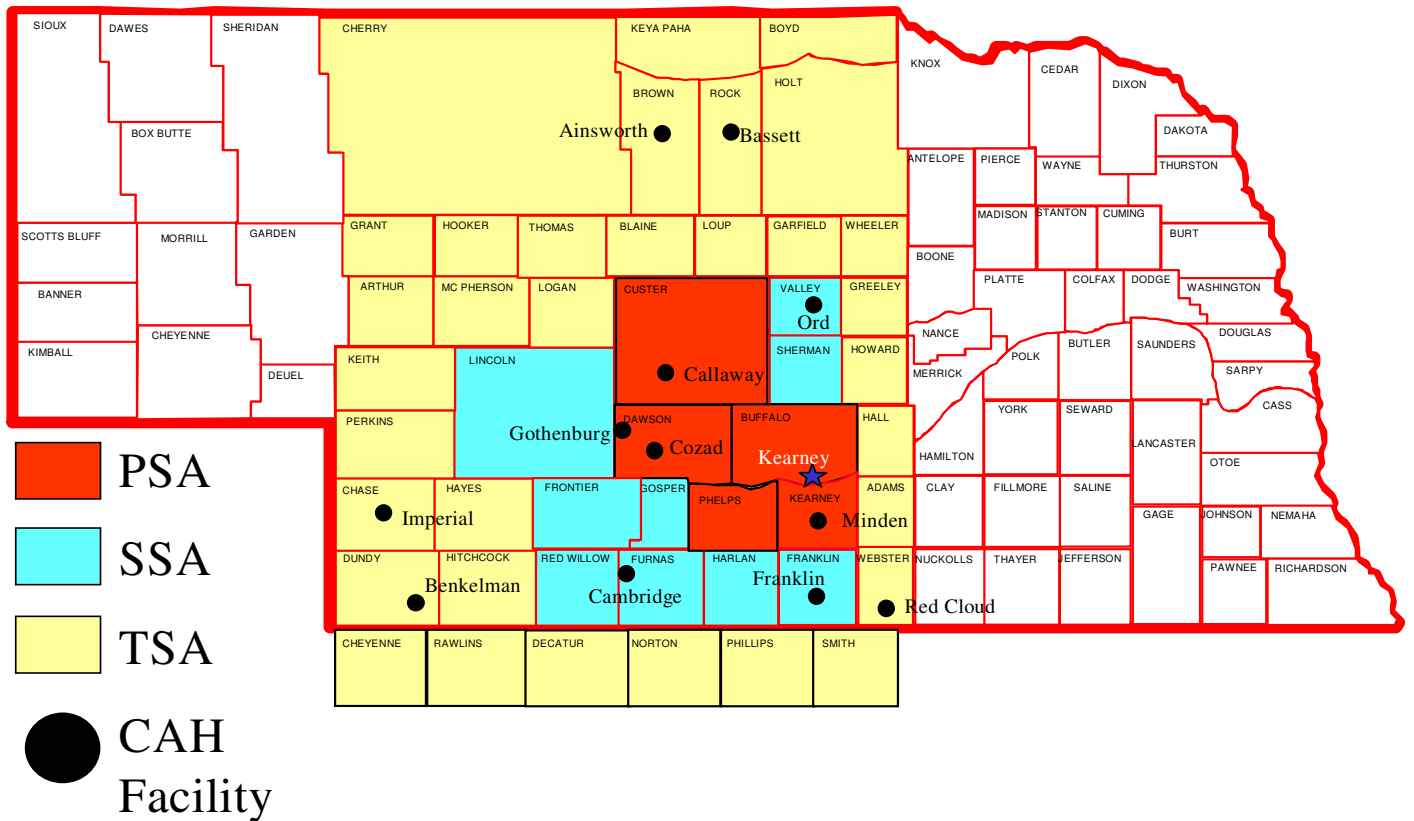 SIOUX
DAWES
SHERIDAN
CHERRY
KEYA PAHA
BOYD
KNOX
CEDAR
DIXON
DAKOTA
BOX BUTTE
BROWN
ROCK
HOLT
Ainsworth
Bassett
ANTELOPE
PIERCE
WAYNE
THURSTON
SCOTTS BLUFF
MORRILL
GARDEN
GRANT
HOOKER
THOMAS
BLAINE
LOUP
GARFIELD
WHEELER
MADISON
STANTON
CUMING
BURT
BANNER
ARTHUR
MC PHERSON
LOGAN
CUSTER
VALLEY
GREELEY
BOONE
PLATTE
COLFAX
DODGE
WASHINGTON
Ord
KIMBALL
CHEYENNE
DEUEL
KEITH
LINCOLN
SHERMAN
HOWARD
NANCE
MERRICK
POLK
BUTLER
SAUNDERS
DOUGLAS
SARPY
CASS
Callaway
PERKINS
Gothenburg
DAWSON
Cozad
BUFFALO
Kearney
HALL
HAMILTON
YORK
SEWARD
LANCASTER
OTOE
CHASE
HAYES
FRONTIER
GOSPER
PHELPS
KEARNEY
ADAMS
CLAY
FILLMORE
SALINE
GAGE
JOHNSON
NEMAHA
Imperial
Minden
DUNDY
HITCHCOCK
RED WILLOW
FURNAS
HARLAN
FRANKLIN
WEBSTER
NUCKOLLS
THAYER
JEFFERSON
PAWNEE
RICHARDSON
Benkelman
Cambridge
Franklin
Red Cloud
CHEYENNE
RAWLINS
DECATUR
NORTON
PHILLIPS
SMITH
PSA
SSA
TSA
CAH
Facility